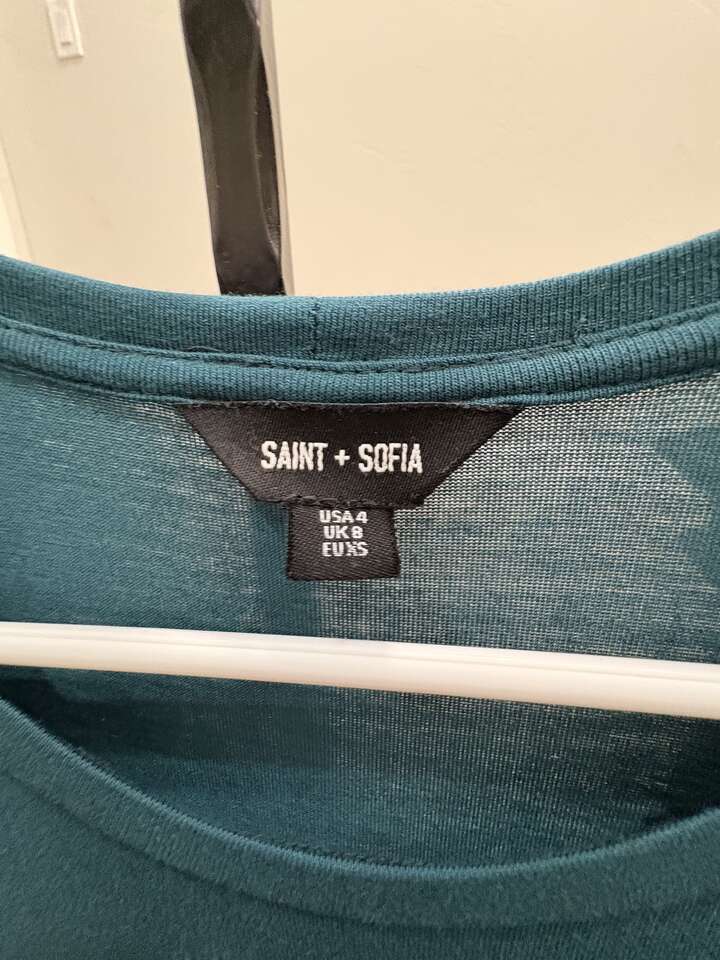 SAINT + SOFIA
USA 4
UK 8
EU XS